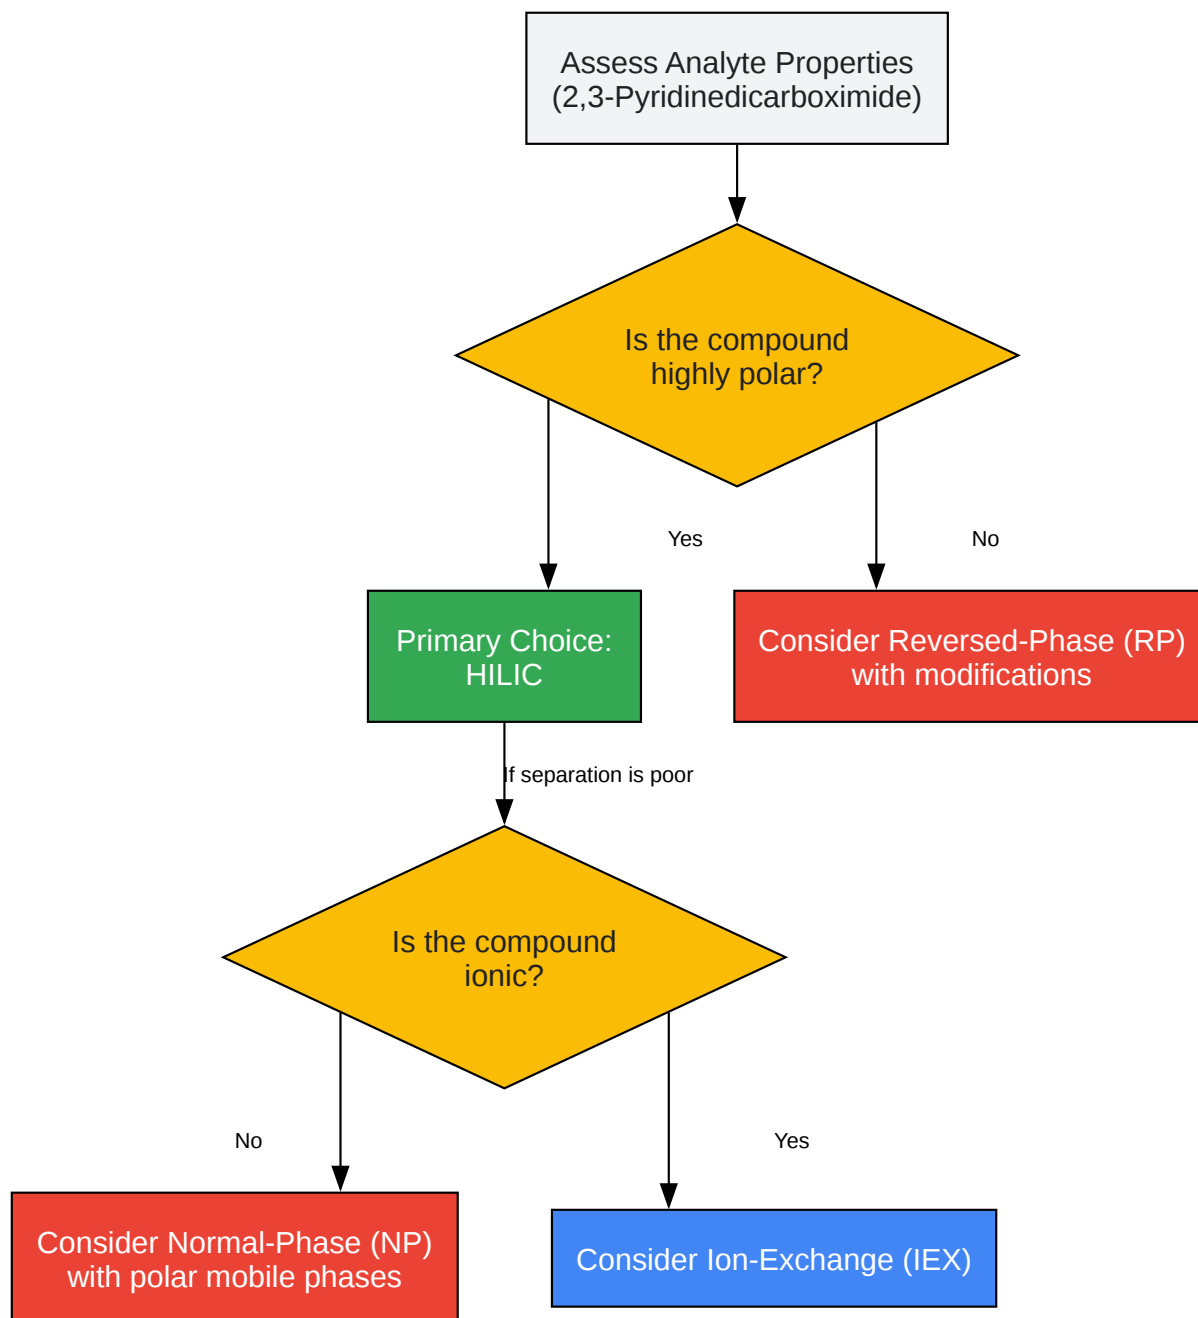 Assess Analyte Properties
(2,3-Pyridinedicarboximide)
Is the compound
highly polar?
Yes
No
Primary Choice:
HILIC
Consider Reversed-Phase (RP)
with modifications
If separation is poor
Is the compound
ionic?
No
Yes
Consider Normal-Phase (NP)
with polar mobile phases
Consider Ion-Exchange (IEX)